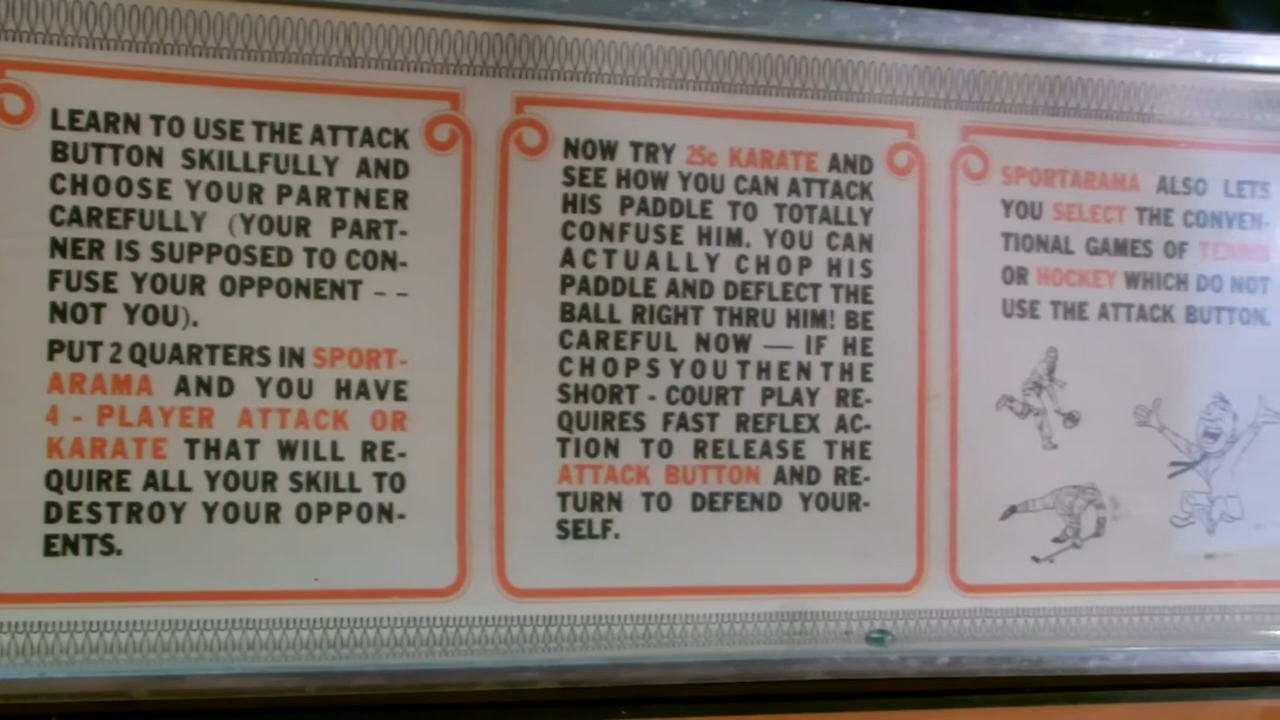 LEARN TO USE THE ATTACK
BUTTON SKILLFULLY AND
CHOOSE YOUR PARTNER
CAREFULLY (YOUR PART-
NER IS SUPPOSED TO CON-
FUSE YOUR OPPONENT - -
NOT YOU).
PUT 2 QUARTERS IN SPORT-
ARAMA AND YOU HAVE
4 - PLAYER ATTACK OR
KARATE THAT WILL RE-
QUIRE ALL YOUR SKILL TO
DESTROY YOUR OPPON-
ENTS.
NOW TRY 25c KARATE AND
SEE HOW YOU CAN ATTACK
HIS PADDLE TO TOTALLY
CONFUSE HIM. YOU CAN
ACTUALLY CHOP HIS
PADDLE AND DEFLECT THE
BALL RIGHT THRU HIM! BE
CAREFUL NOW — IF HE
CHOPS YOU THEN THE
SHORT - COURT PLAY RE-
QUIRES FAST REFLEX AC-
TION TO RELEASE THE
ATTACK BUTTON AND RE-
TURN TO DEFEND YOUR-
SELF.
SPORTARAMA ALSO LETS
YOU SELECT THE CONVEN-
TIONAL GAMES OF TENNIS
OR HOCKEY WHICH DO NOT
USE THE ATTACK BUTTON.